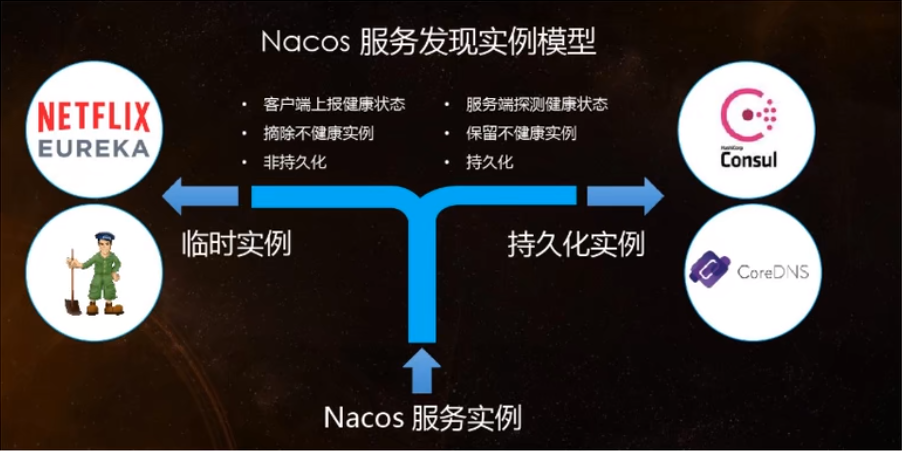 Nacos 服务发现实例模型
NETFLIX
EUREKA
• 客户端上报健康状态
• 摘除不健康实例
• 非持久化
• 服务端探测健康状态
• 保留不健康实例
• 持久化
HashiCorp
Consul
临时实例
持久化实例
CoreDNS
Nacos 服务实例